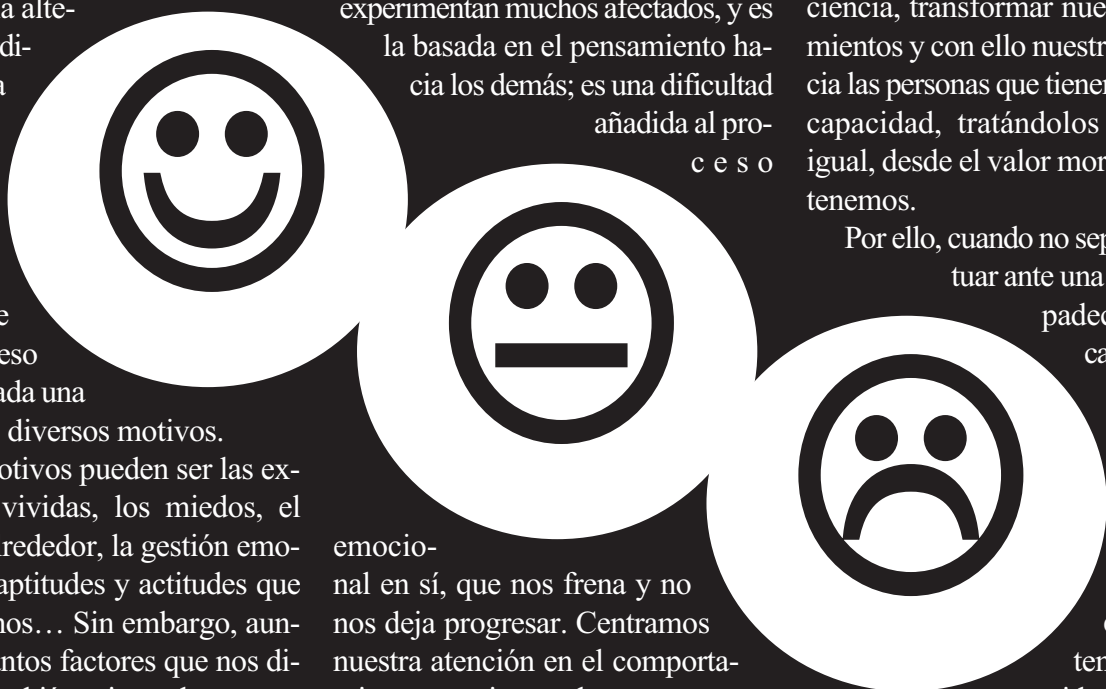 a alte-
di-
a
e
eso
ada una
diversos motivos.
otivos pueden ser las ex-
vividas, los miedos, el
rededor, la gestión emo-
aptitudes y actitudes que
nos… Sin embargo, aun-
ntos factores que nos di-
experimentan muchos afectados, y es
la basada en el pensamiento ha-
cia los demás; es una dificultad
añadida al pro-
c e s o
emocio-
nal en sí, que nos frena y no
nos deja progresar. Centramos
nuestra atención en el comporta-
ciencia, transformar nue
mientos y con ello nuestr
cia las personas que tiene
capacidad, tratándolos
igual, desde el valor mor
tenemos.
Por ello, cuando no sep
tuar ante una
padec
ca
ten